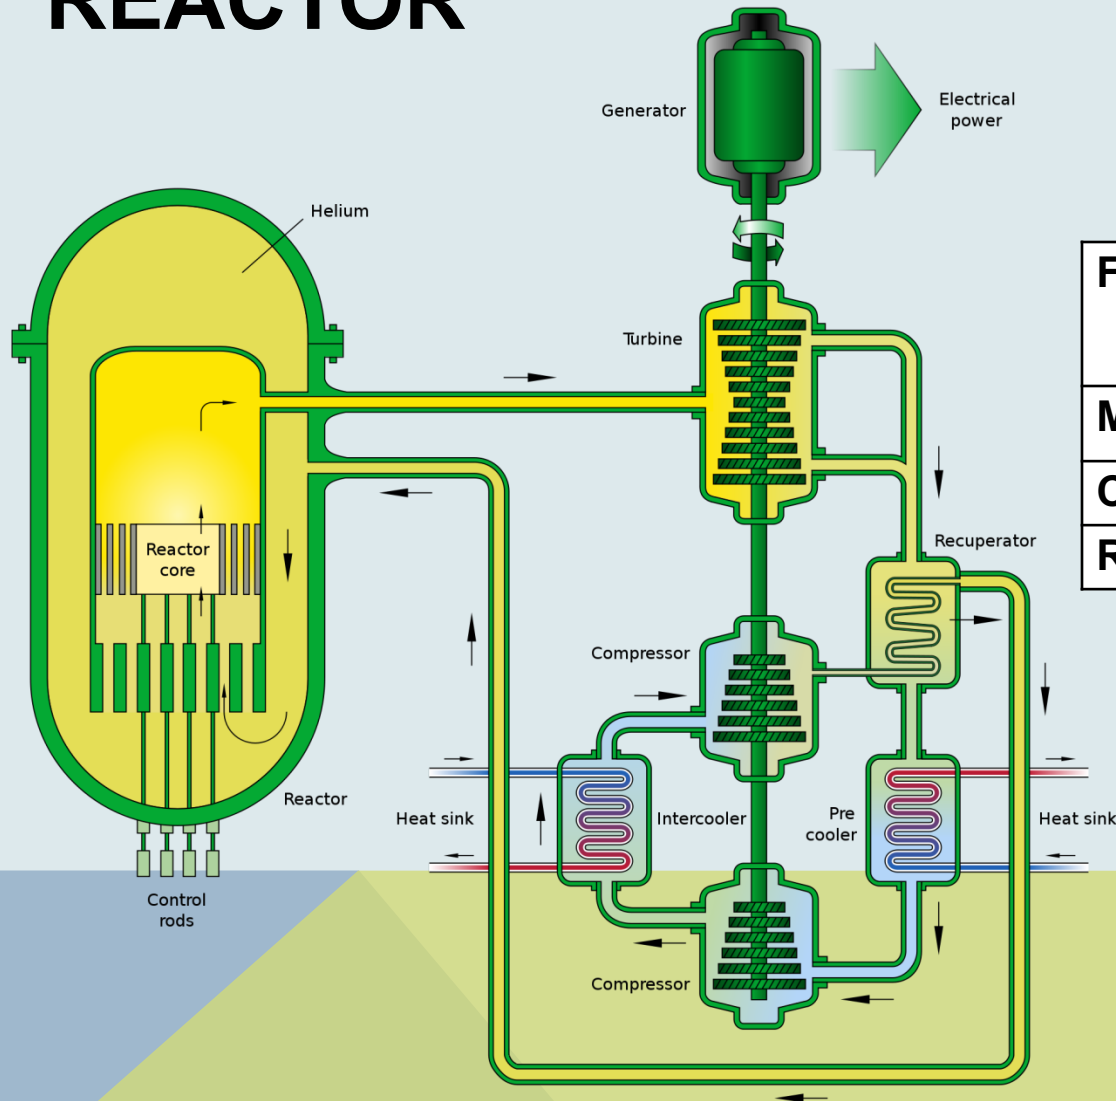 REACTOR
Generator
Electrical
power
Helium
Turbine
F
M
C
R
Recuperator
Reactor
core
Compressor
Reactor
Heat sink
Intercooler
Pre
cooler
Heat sink
Control
rods
Compressor